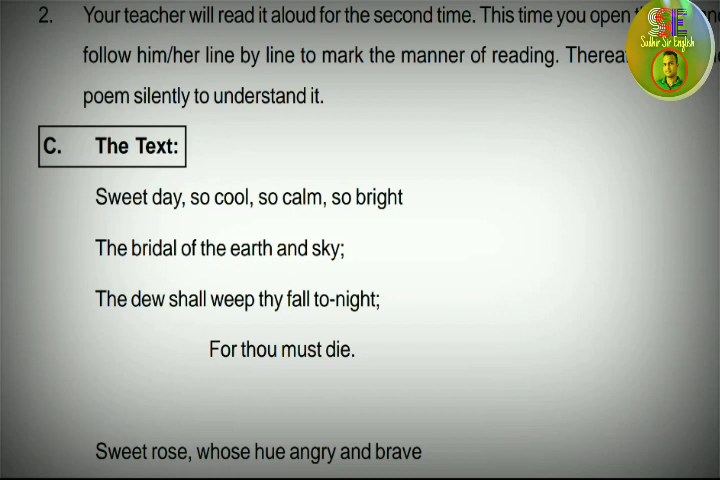 2. Your teacher will read it aloud for the second time. This time you open
follow him/her line by line to mark the manner of reading.
poem silently to understand it.
C. The Text:
Sweet day, so cool, so calm, so bright
The bridal of the earth and sky;
The dew shall weep thy fall to-night;
For thou must die.
Sweet rose, whose hue angry and brave
SE
Sudhir Sir English